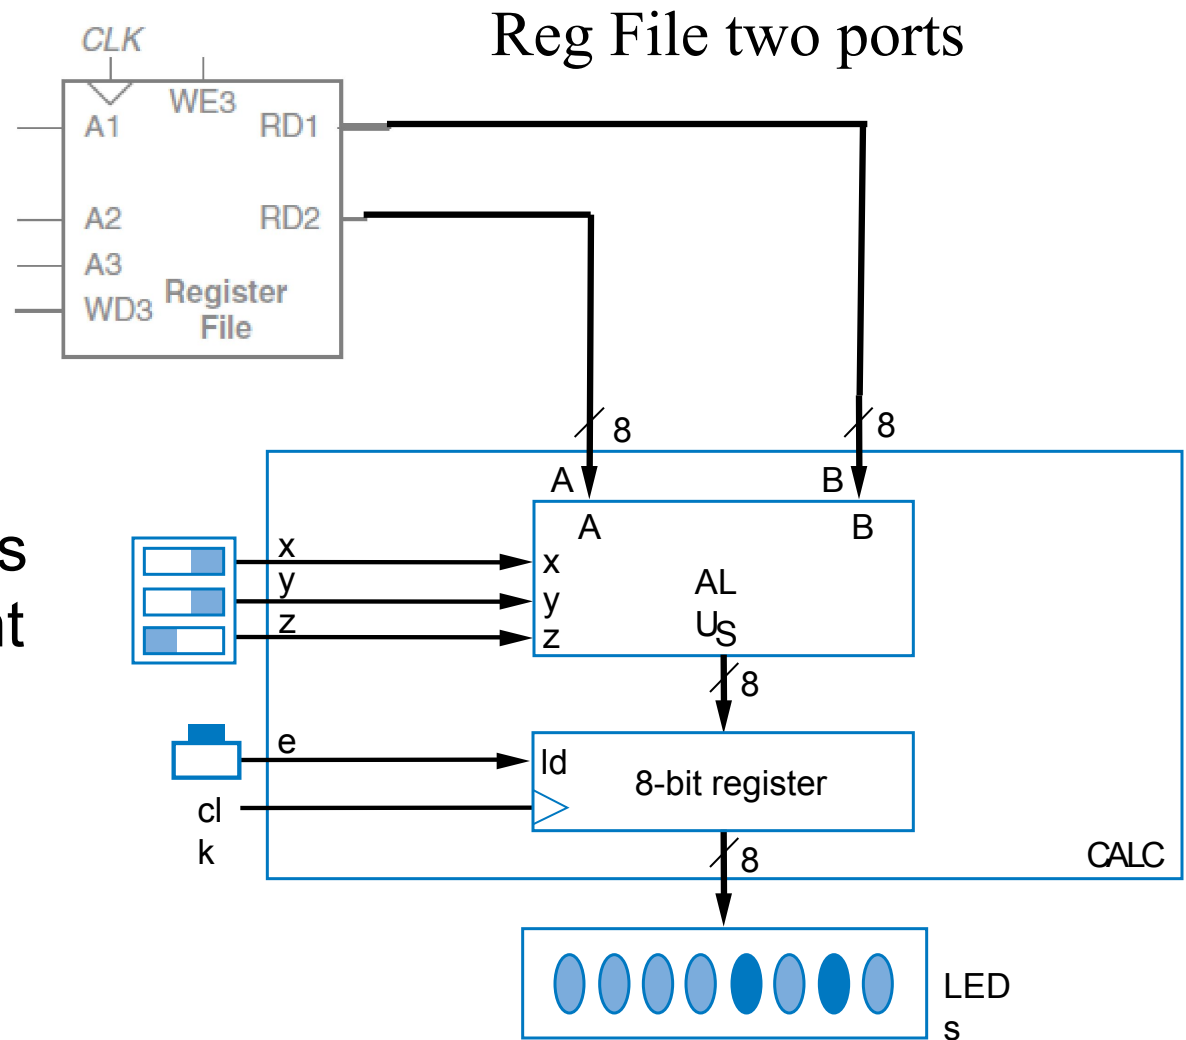 Reg File two ports
CLK
WE3
A1
RD1
A2
RD2
A3
WD3
Register
File
8
8
A
B
A
B
s
x
x
AL
y
y
U
S
nt
z
z
8
e
ld
8-bit register
cl
k
8
CALC
LED
s